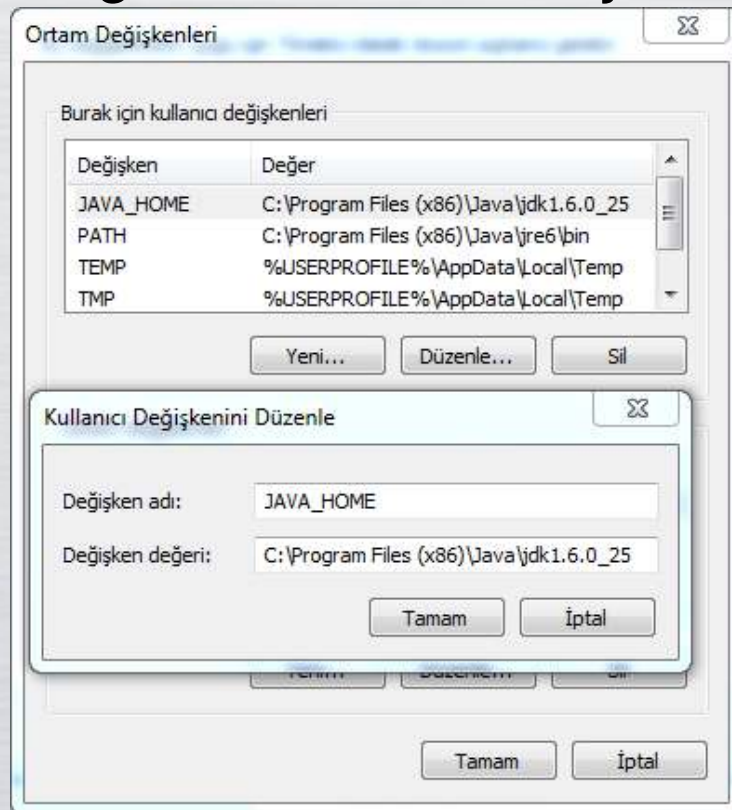 Ortam Değişkenleri
Burak için kullanıcı değişkenleri
Değişken Değer
JAVA_HOME C:\Program Files (x86)\Java\jdk1.6.0_25
PATH C:\Program Files (x86)\Java\jre6\bin
TEMP %USERPROFILE%\AppData\Local\Temp
TMP %USERPROFILE%\AppData\Local\Temp
Yeni... Düzenle... Sil
Kullanıcı Değişkenini Düzenle
Değişken adı: JAVA_HOME
Değişken değeri: C:\Program Files (x86)\Java\jdk1.6.0_25
Tamam İptal
Tamam İptal